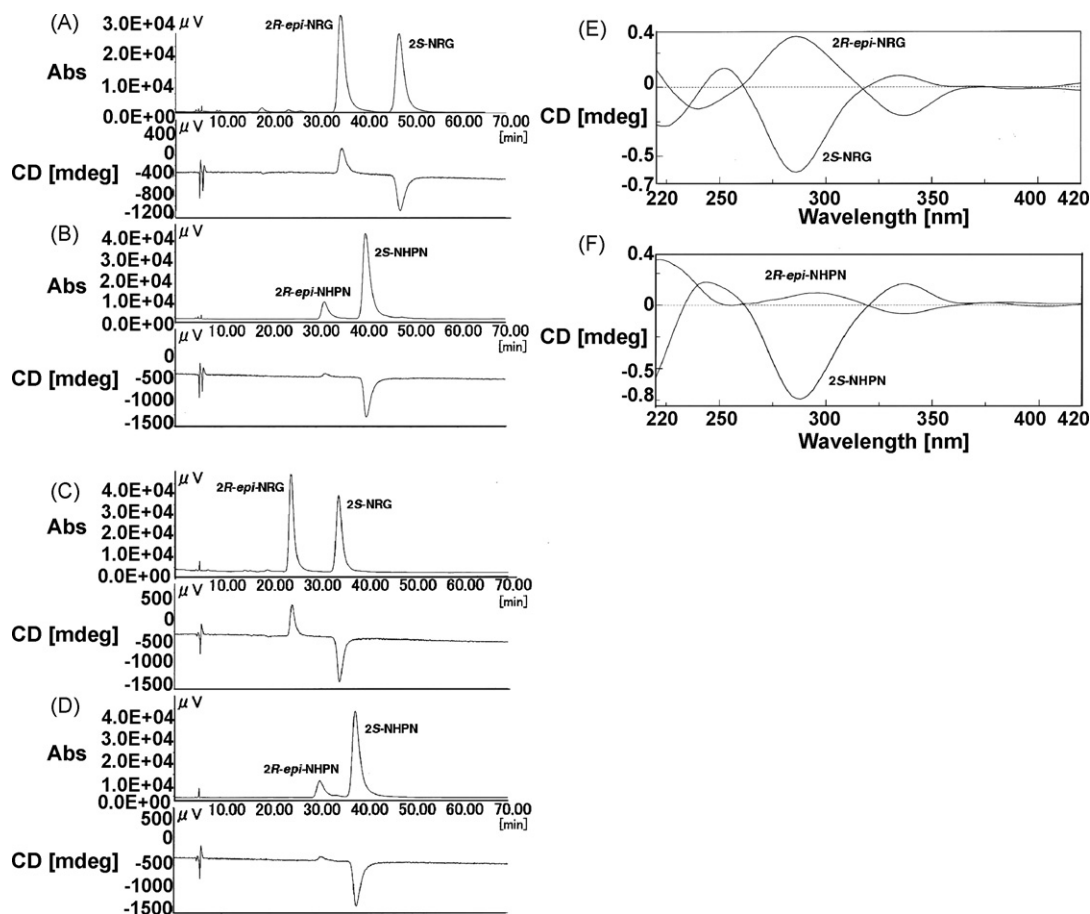 (A)
μV
3.0E+04
2.0E+04
1.0E+04
0.0E+00
Abs
2R-epi-NRG
2S-NRG
10.00 20.00 30.00 40.00 50.00 60.00 70.00
[min]
μV
400
0
-400
-800
-1200
CD [mdeg]
(B)
μV
4.0E+04
3.0E+04
2.0E+04
1.0E+04
0.0E+00
Abs
2R-epi-NHPN
2S-NHPN
10.00 20.00 30.00 40.00 50.00 60.00 70.00
[min]
0
-500
-1000
-1500
CD [mdeg]
(C)
μV
4.0E+04
3.0E+04
2.0E+04
1.0E+04
0.0E+00
Abs
2R-epi-NRG
2S-NRG
10.00 20.00 30.00 40.00 50.00 60.00 70.00
[min]
500
0
-500
-1000
-1500
CD [mdeg]
(D)
μV
4.0E+04
3.0E+04
2.0E+04
1.0E+04
0.0E+00
Abs
2R-epi-NHPN
2S-NHPN
10.00 20.00 30.00 40.00 50.00 60.00 70.00
[min]
μV
500
0
-500
-1000
-1500
CD [mdeg]
(E)
0.4
0
-0.5
-0.7
CD [mdeg]
2R-epi-NRG
2S-NRG
220 250 300 350 400 420
Wavelength [nm]
(F)
0.4
0
-0.5
-0.8
CD [mdeg]
2R-epi-NHPN
2S-NHPN
220 250 300 350 400 420
Wavelength [nm]